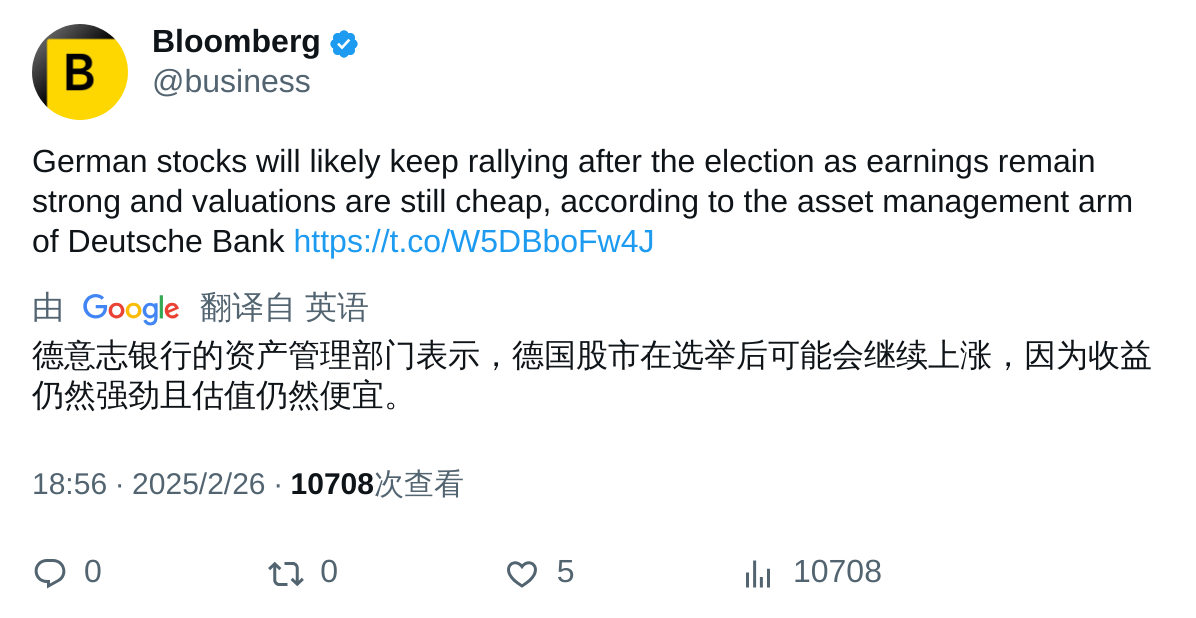 B
Bloomberg
@business
German stocks will likely keep rallying after the election as earnings remain
strong and valuations are still cheap, according to the asset management arm
of Deutsche Bank https://t.co/W5DBboFw4J
由 Google 翻译自 英语
德意志银行的资产管理部门表示，德国股市在选举后可能会继续上涨，因为收益
仍然强劲且估值仍然便宜。
18:56 · 2025/2/26 · 10708次查看
0 0 5 10708